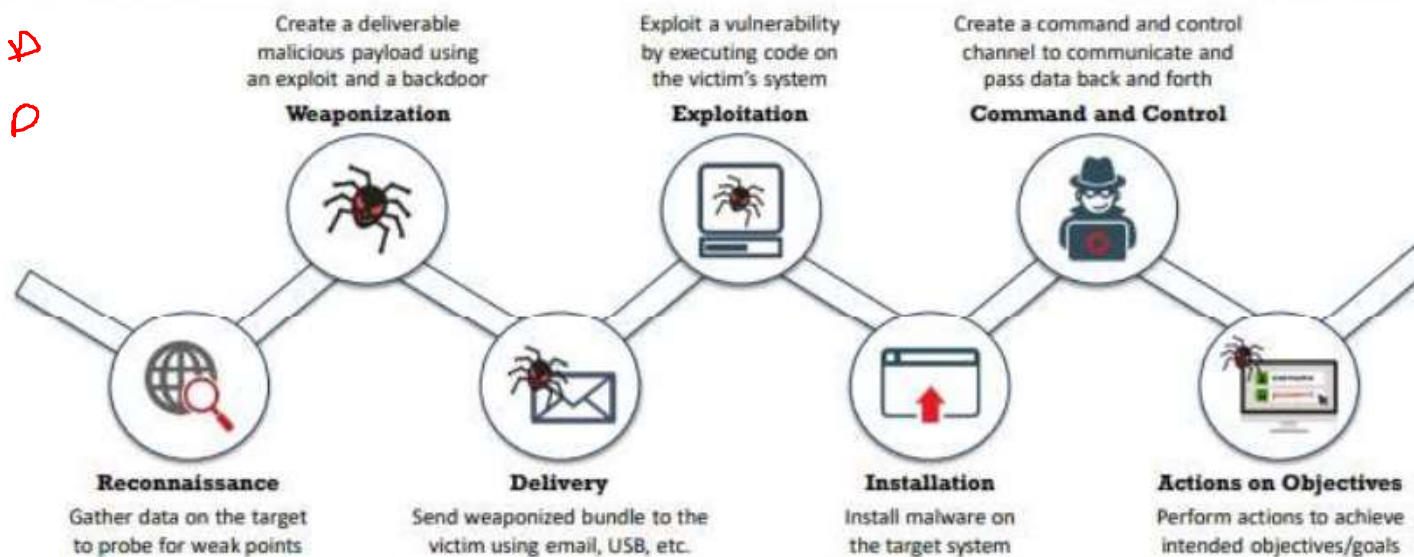 Create a deliverable
malicious payload using
an exploit and a backdoor
Weaponization
Exploit a vulnerability
by executing code on
the victim's system
Exploitation
Create a command and control
channel to communicate and
pass data back and forth
Command and Control
Reconnaissance
Gather data on the target
to probe for weak points
Delivery
Send weaponized bundle to the
victim using email, USB, etc.
Installation
Install malware on
the target system
Actions on Objectives
Perform actions to achieve
intended objectives/goals